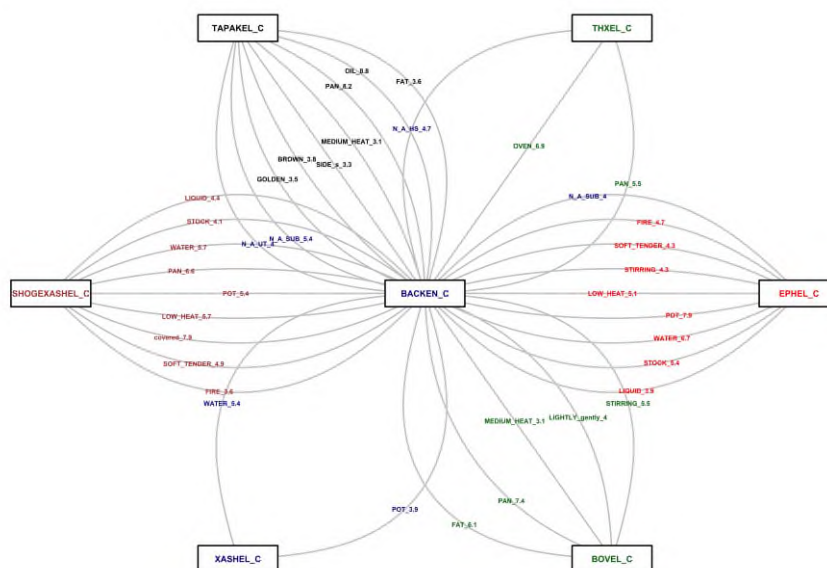 TAPAKEL_C
THXEL_C
OIL_8.8
FAT_3.6
PAN_8.2
N_A_HS_4.7
MEDIUM_HEAT_3.1
OVEN_6.9
BROWN_3.8
SIDE_s_3.3
GOLDEN_3.5
PAN_5.5
LIQUID_4.4
N_A_SUB_4
STOCK_4.1
FIRE_4.7
N_A_SUB_5.4
WATER_5.7
N_A_UT_4
SOFT_TENDER_4.3
PAN_6.6
STIRRING_4.3
SHOGEXASHEL_C
POT_5.4
BACKEN_C
LOW_HEAT_5.1
EPHEL_C
LOW_HEAT_5.7
POT_7.9
covered_7.9
WATER_6.7
SOFT_TENDER_4.9
STOCK_5.4
FIRE_3.6
LIQUID_3.9
WATER_5.4
STIRRING_5.5
MEDIUM_HEAT_3.1
LIGHTLY_gently_4
PAN_7.4
POT_3.9
FAT_6.1
XASHEL_C
BOVEL_C